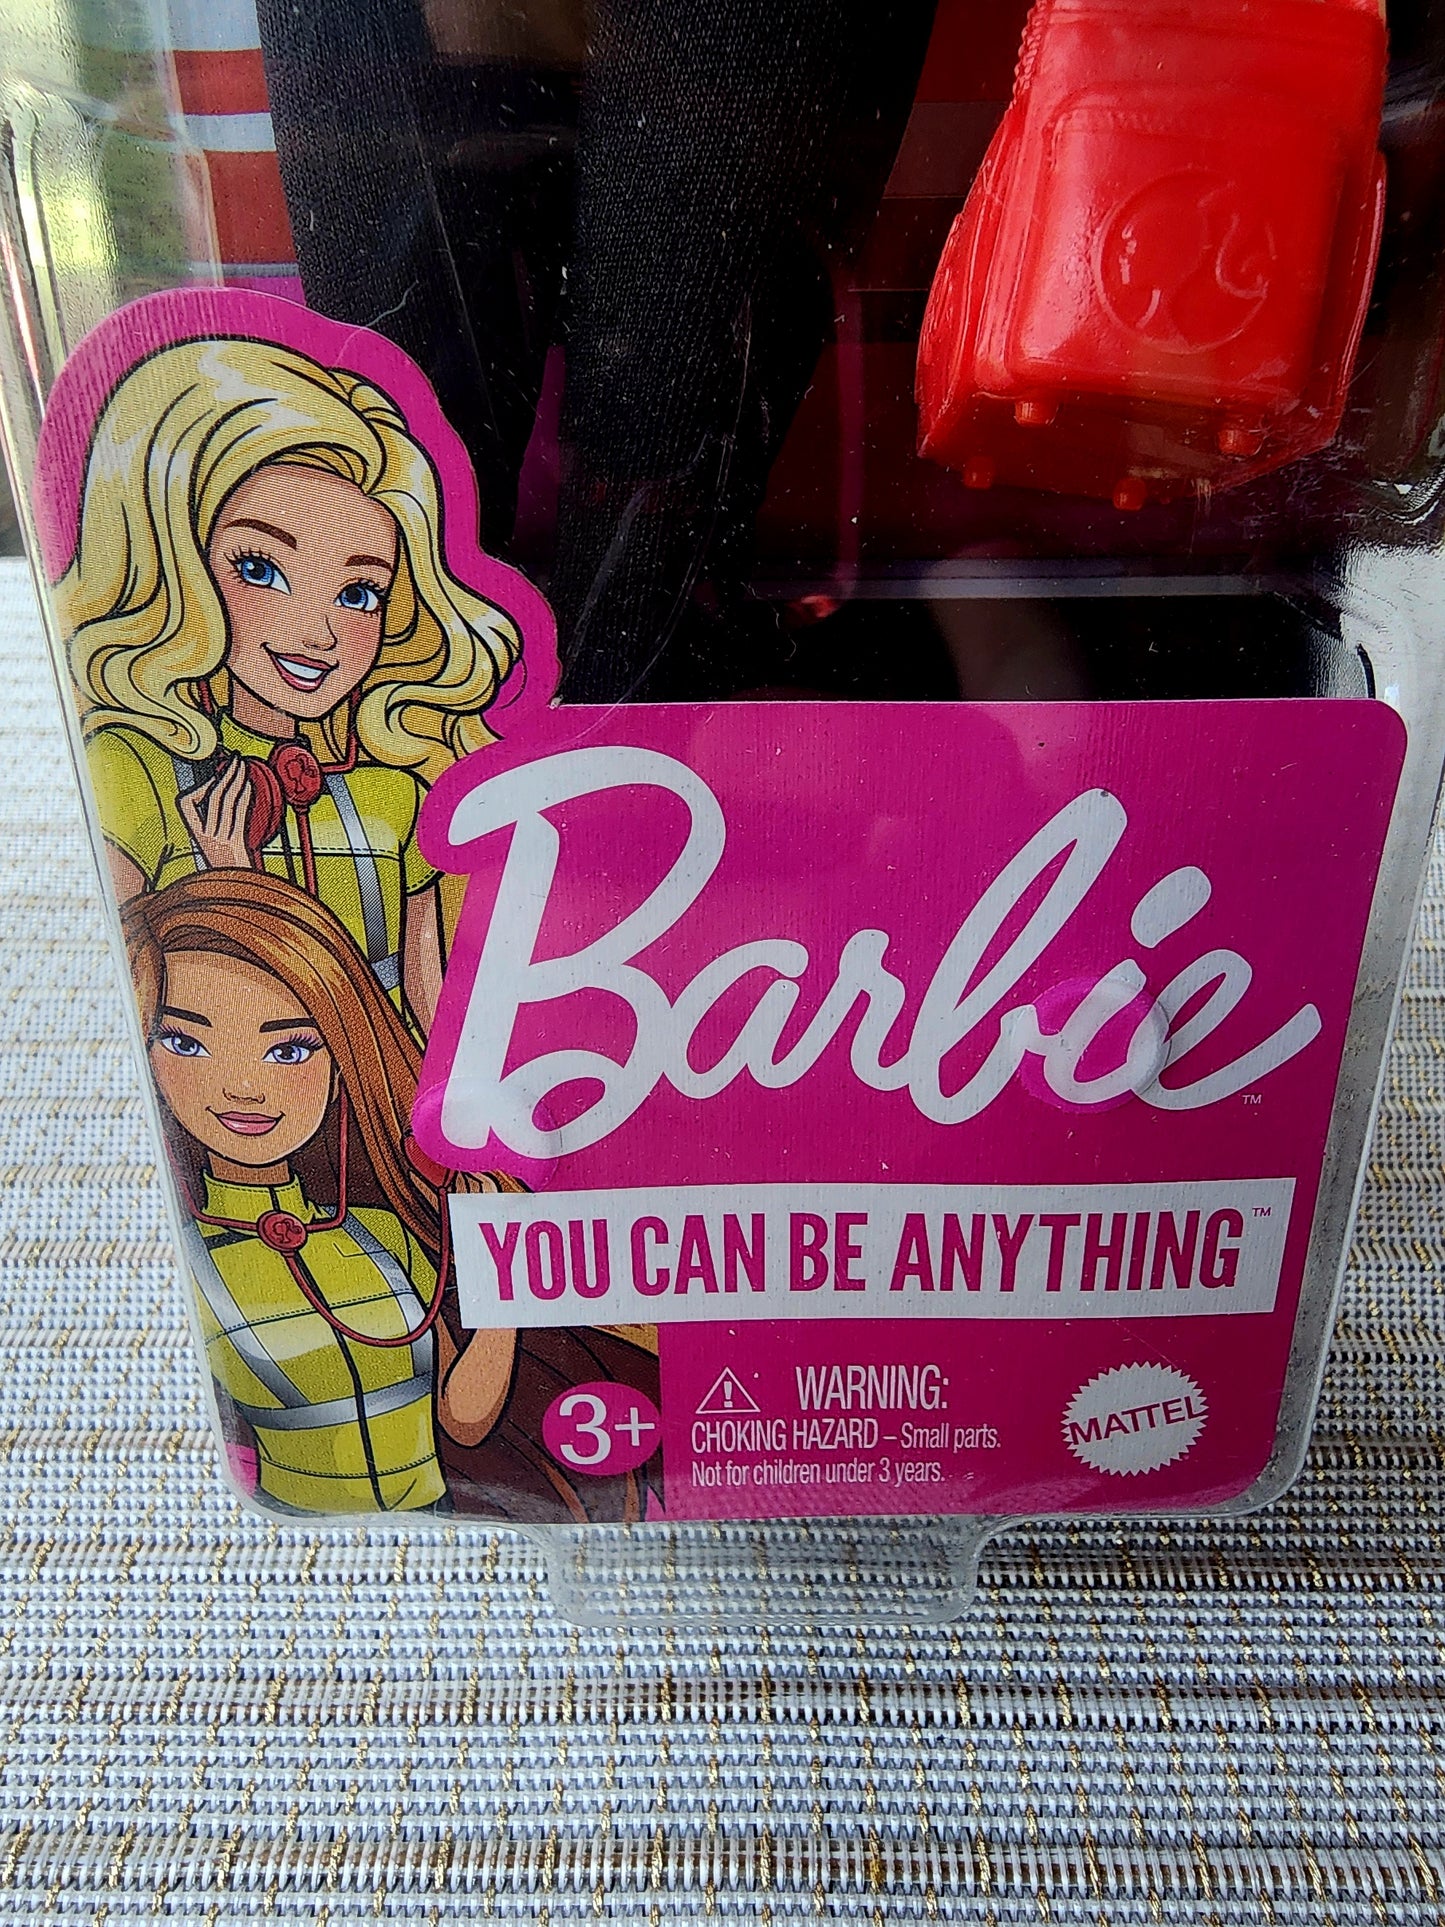 Barbie™
YOU CAN BE ANYTHING™
3+
WARNING:
CHOKING HAZARD – Small parts.
Not for children under 3 years.
MATTEL